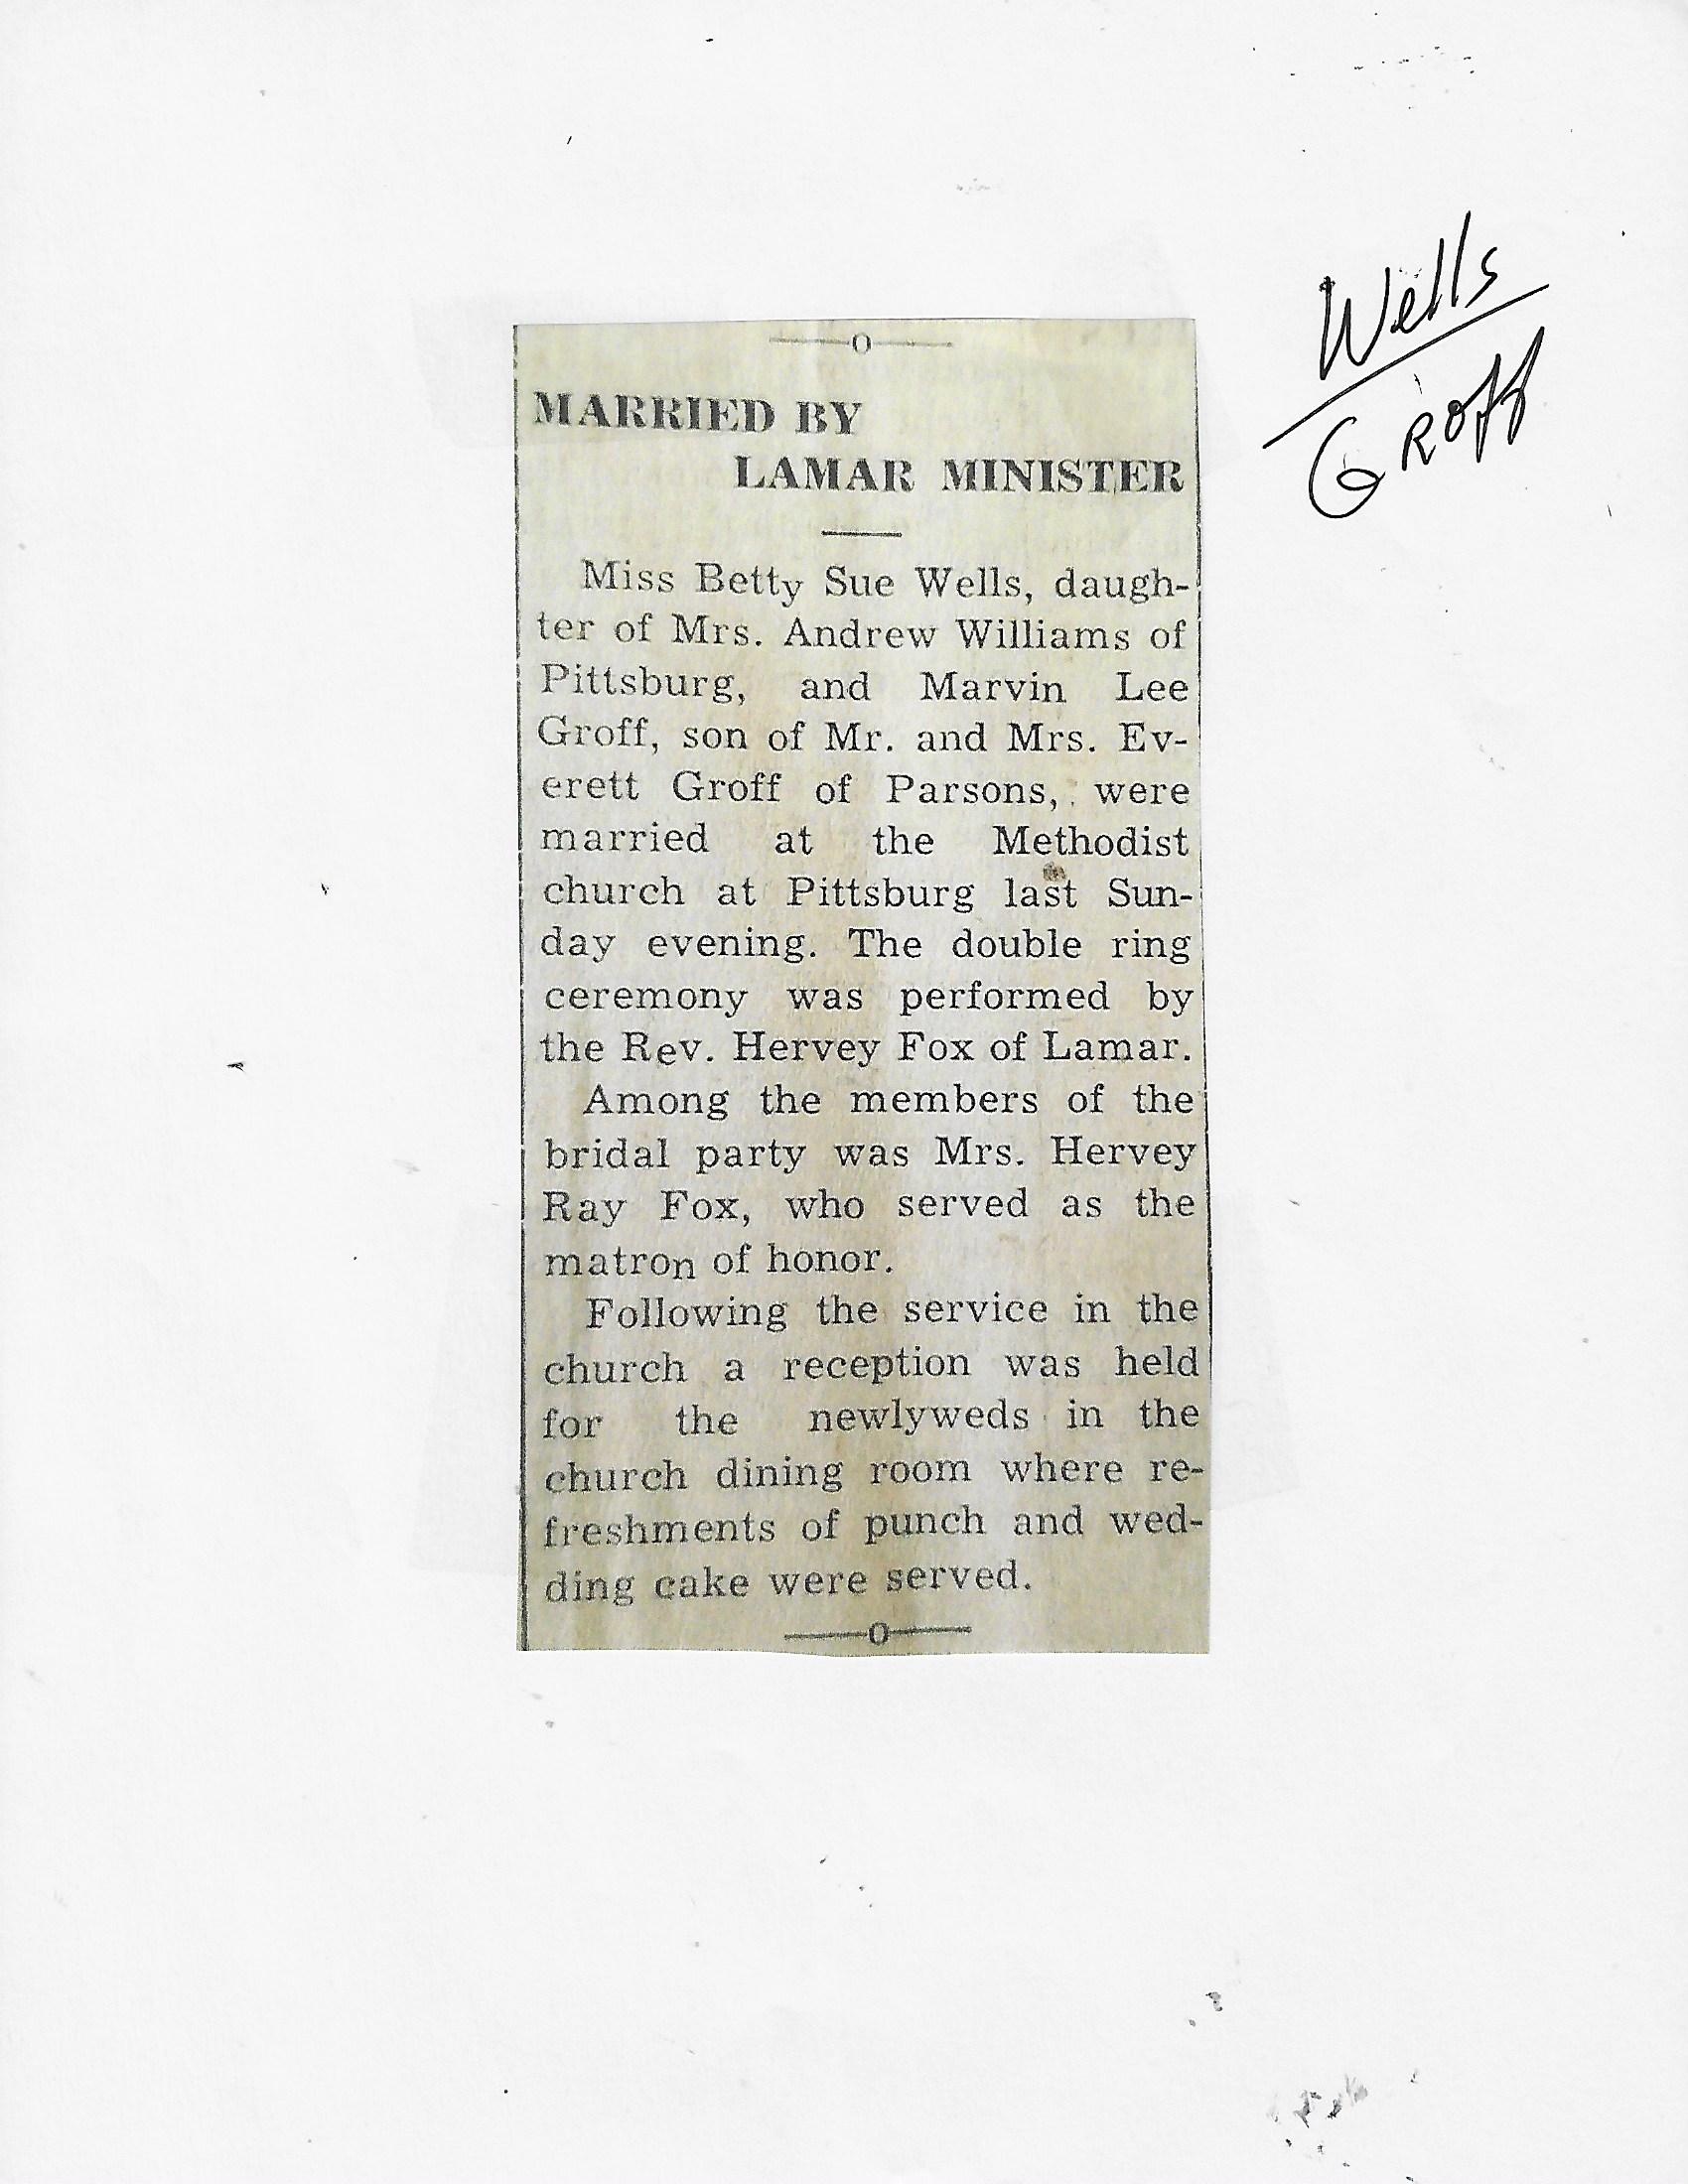 Wells
Groff
O
MARRIED BY
LAMAR MINISTER
Miss Betty Sue Wells, daugh-
ter of Mrs. Andrew Williams of
Pittsburg, and Marvin Lee
Groff, son of Mr. and Mrs. Ev-
erett Groff of Parsons, were
married at the Methodist
church at Pittsburg last Sun-
day evening. The double ring
ceremony was performed by
the Rev. Hervey Fox of Lamar.
Among the members of the
bridal party was Mrs. Hervey
Ray Fox, who served as the
matron of honor.
Following the service in the
church a reception was held
for the newlyweds in the
church dining room where re-
freshments of punch and wed-
ding cake were served.
O